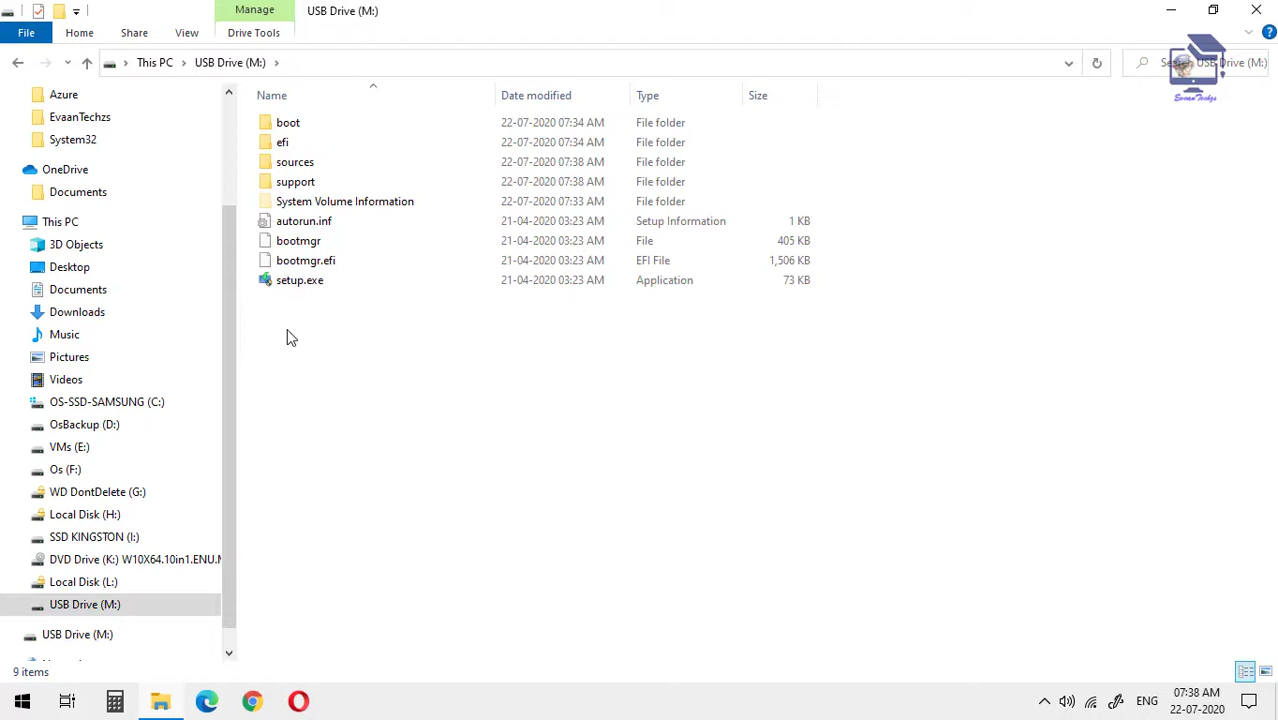 Manage
USB Drive (M:)
File
Home
Share
View
Drive Tools
This PC
USB Drive (M:)
USB Drive (M:)
Evaan Techzs
Azure
EvaanTechzs
System32
OneDrive
Documents
This PC
3D Objects
Desktop
Documents
Downloads
Music
Pictures
Videos
OS-SSD-SAMSUNG (C:)
OsBackup (D:)
VMs (E:)
Os (F:)
WD DontDelete (G:)
Local Disk (H:)
SSD KINGSTON (I:)
DVD Drive (K:) W10X64.10in1.ENU.
Local Disk (L:)
USB Drive (M:)
USB Drive (M:)
Name Date modified Type Size
boot 22-07-2020 07:34 AM File folder
efi 22-07-2020 07:34 AM File folder
sources 22-07-2020 07:38 AM File folder
support 22-07-2020 07:38 AM File folder
System Volume Information 22-07-2020 07:33 AM File folder
autorun.inf 21-04-2020 03:23 AM Setup Information 1 KB
bootmgr 21-04-2020 03:23 AM File 405 KB
bootmgr.efi 21-04-2020 03:23 AM EFI File 1,506 KB
setup.exe 21-04-2020 03:23 AM Application 73 KB
9 items
ENG
07:38 AM
22-07-2020